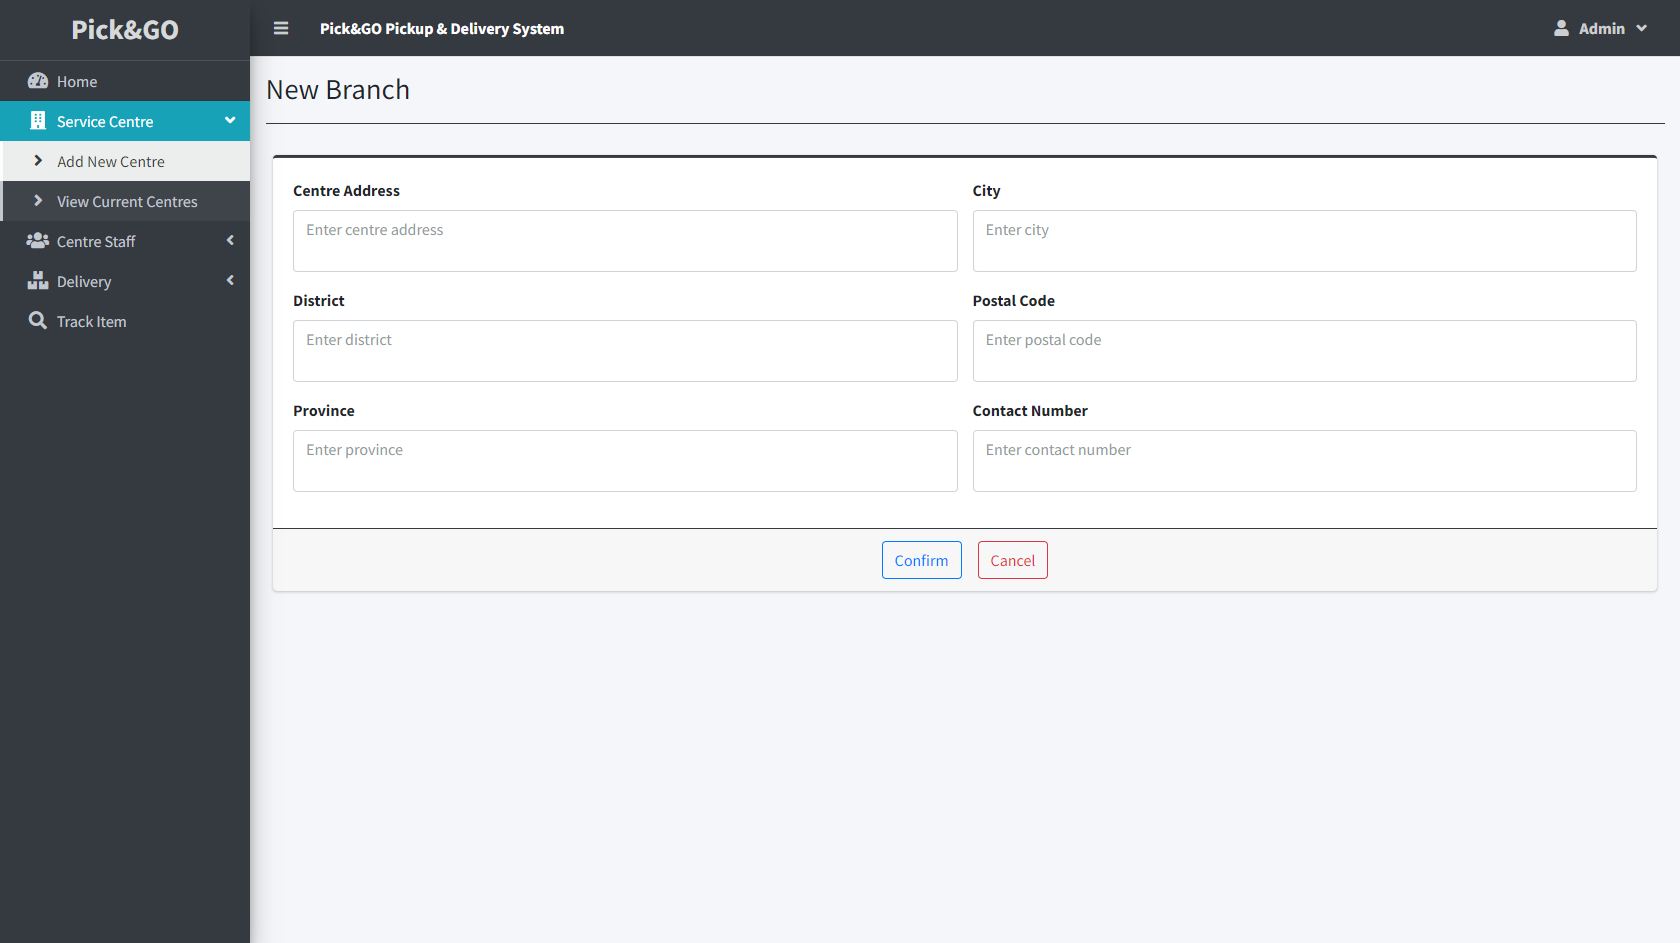 Pick&GO
Pick&GO Pickup & Delivery System
Admin
Home
Service Centre
Add New Centre
View Current Centres
Centre Staff
Delivery
Track Item
New Branch
Centre Address
City
Enter centre address
Enter city
District
Postal Code
Enter district
Enter postal code
Province
Contact Number
Enter province
Enter contact number
Confirm
Cancel